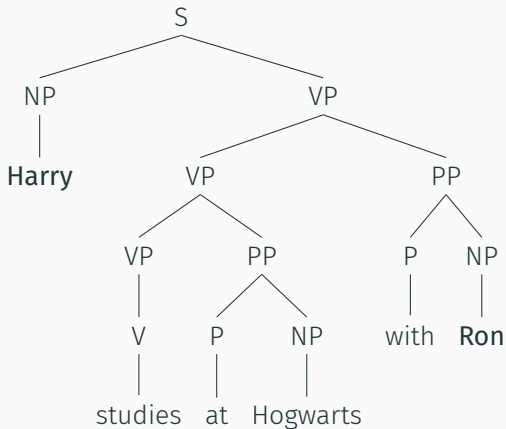 S
NP VP
Harry VP PP
VP PP P NP
V P NP with Ron
studies at Hogwarts